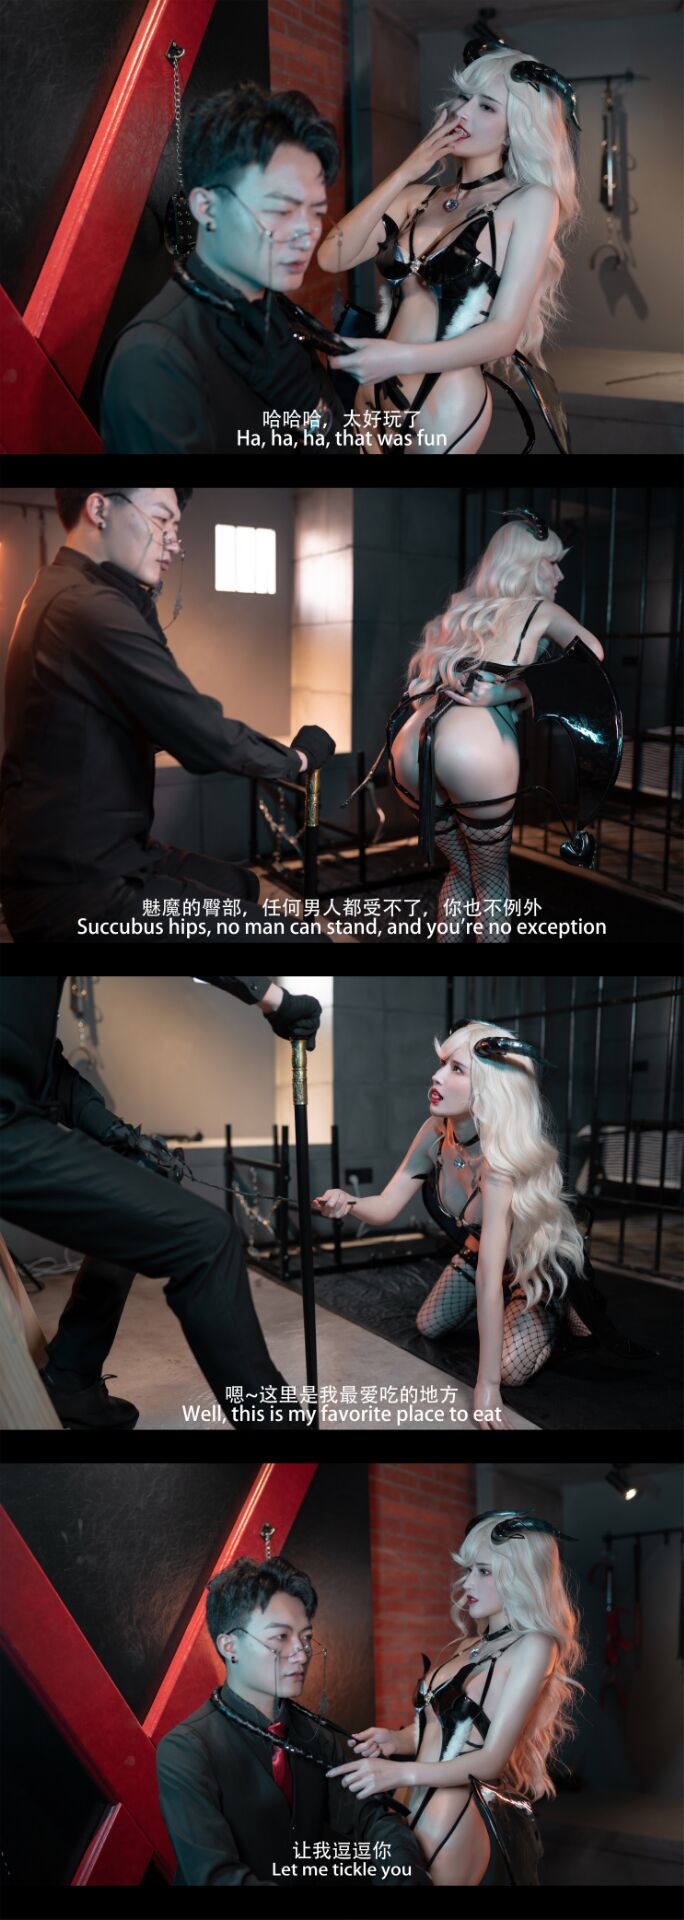 哈哈哈，太好玩了
Ha, ha, ha, that was fun
魅魔的臀部，任何男人都受不了，你也不例外
Succubus hips, no man can stand, and you're no exception
嗯~这里是我最爱吃的地方
Well, this is my favorite place to eat
让我逗逗你
Let me tickle you